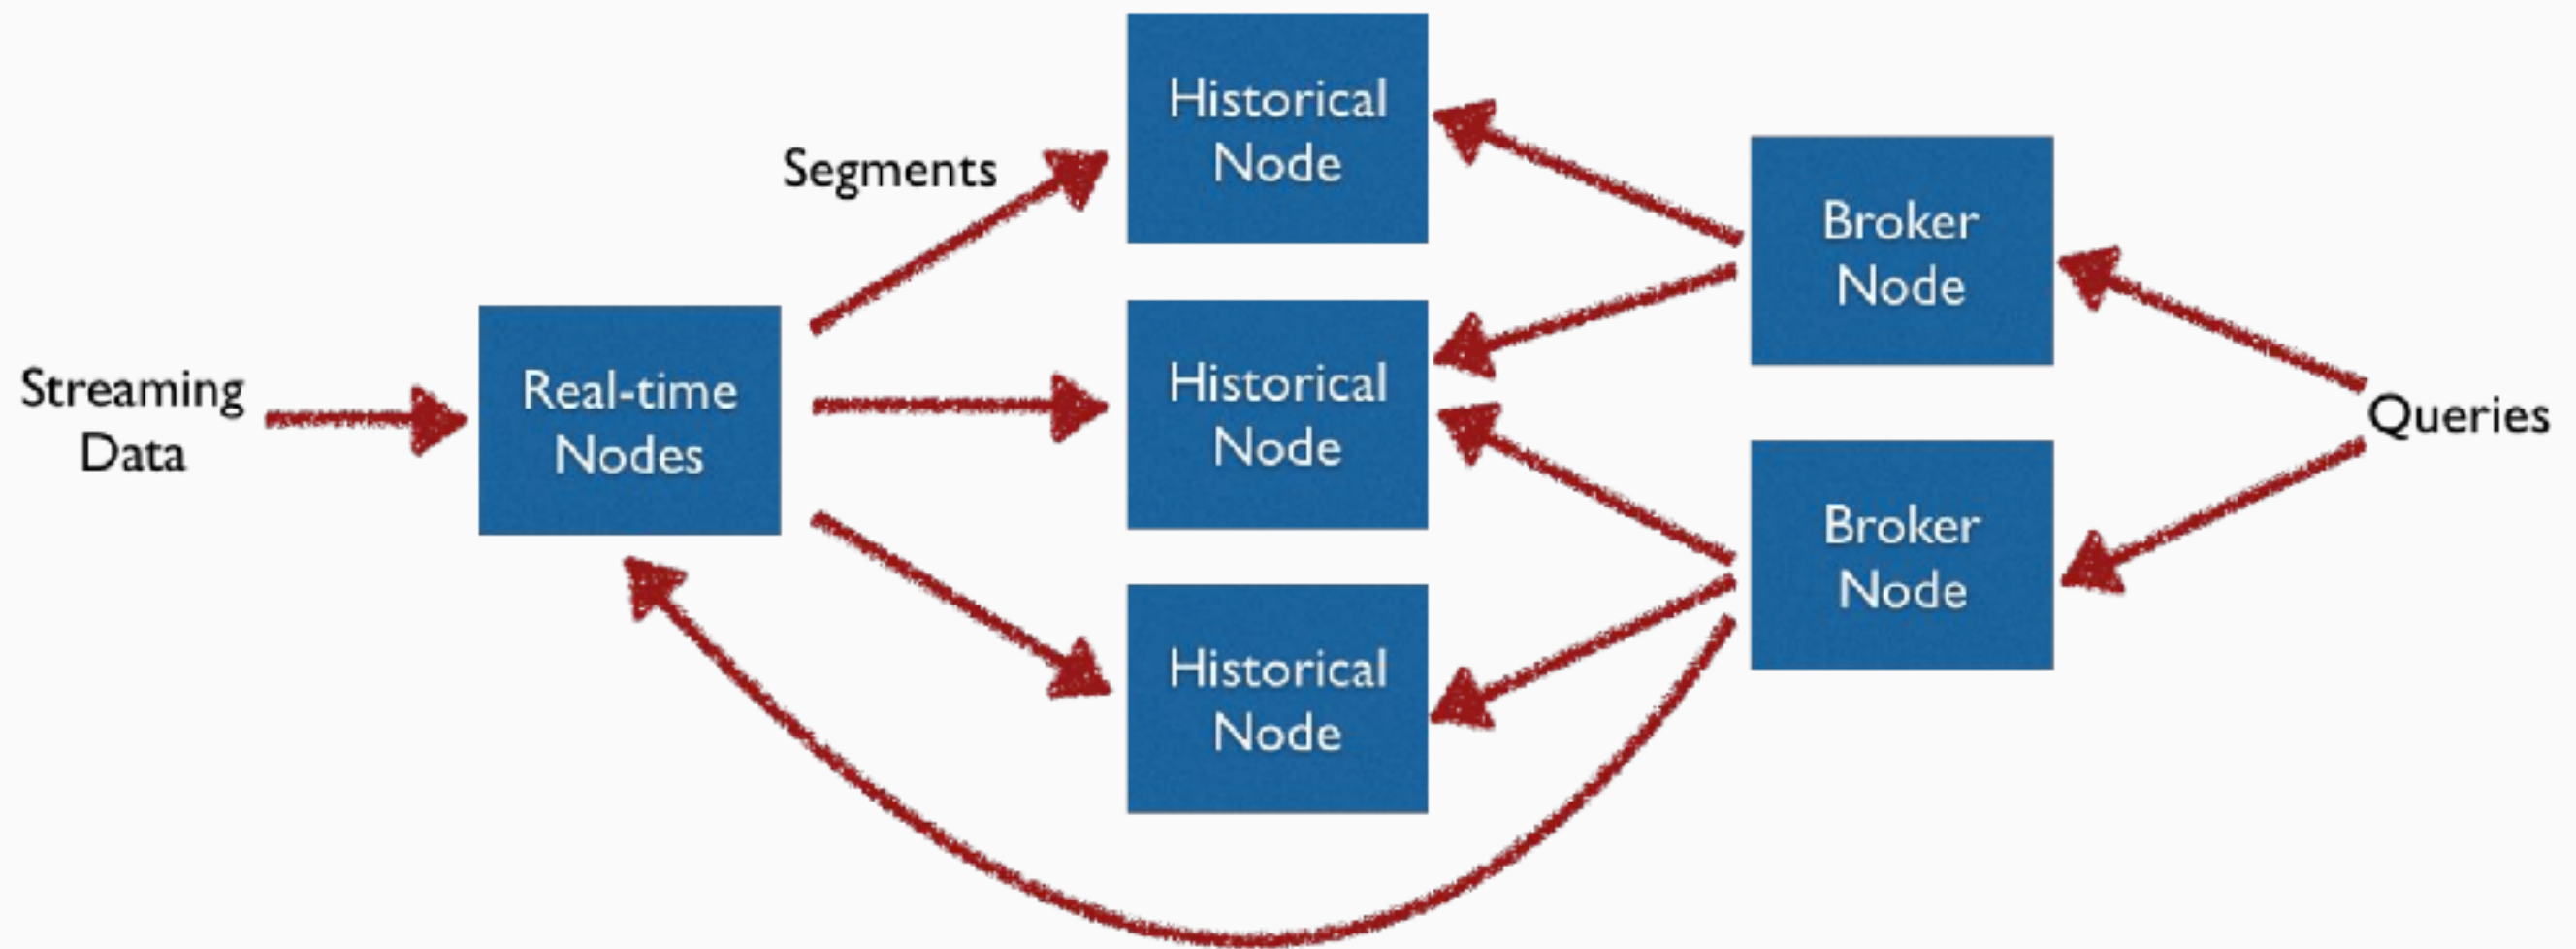 Streaming
Data
Real-time
Nodes
Segments
Historical
Node
Historical
Node
Historical
Node
Broker
Node
Broker
Node
Queries